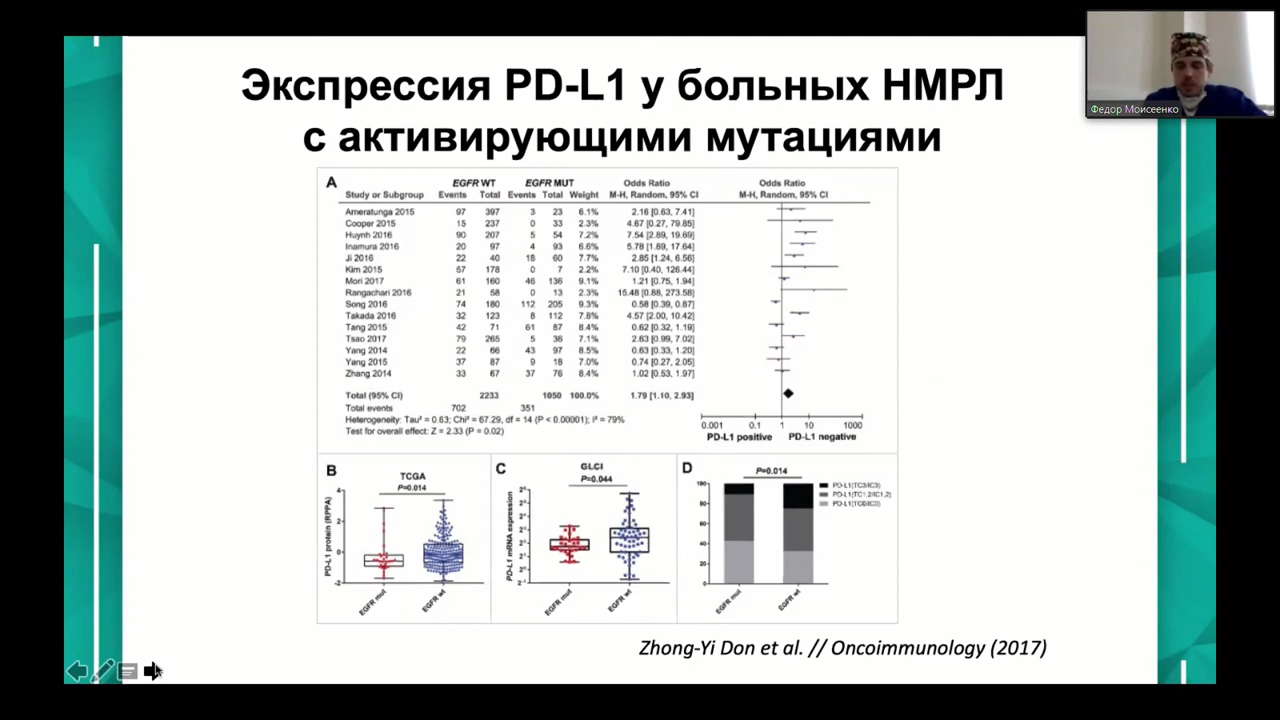 Экспрессия PD-L1 у больных НМРЛ
с активирующими мутациями
Федор Моисеенко
A
EGFR WT EGFR MUT Odds Ratio Odds Ratio
Study or Subgroup Events Total Events Total Weight M-H, Random, 95% CI M-H, Random, 95% CI
Ameratunga 2015 97 397 3 23 6.1% 2.16 [0.63, 7.41]
Cooper 2015 15 237 0 33 2.3% 4.67 [0.27, 79.85]
Huynh 2016 90 207 5 54 7.2% 7.54 [2.89, 19.69]
Inamura 2016 20 97 4 93 6.6% 5.78 [1.89, 17.64]
Ji 2016 22 40 18 60 7.7% 2.85 [1.24, 6.56]
Kim 2015 57 178 0 7 2.2% 7.10 [0.40, 126.44]
Mori 2017 61 160 46 136 9.1% 1.21 [0.75, 1.94]
Rangachari 2016 21 58 0 13 2.3% 15.48 [0.88, 273.58]
Song 2016 74 180 112 205 9.3% 0.58 [0.39, 0.87]
Takada 2016 32 123 8 112 7.8% 4.57 [2.00, 10.42]
Tang 2015 42 71 61 87 8.4% 0.62 [0.32, 1.19]
Tsao 2017 79 265 5 36 7.1% 2.63 [0.99, 7.02]
Yang 2014 22 66 43 97 8.5% 0.63 [0.33, 1.20]
Yang 2015 37 87 9 18 7.0% 0.74 [0.27, 2.05]
Zhang 2014 33 67 37 76 8.4% 1.02 [0.53, 1.97]
Total (95% CI) 2233 1050 100.0% 1.79 [1.10, 2.93]
Total events 702 351
Heterogeneity: Tau² = 0.63; Chi² = 67.29, df = 14 (P < 0.00001); I² = 79%
Test for overall effect: Z = 2.33 (P = 0.02)
0.001 0.1 1 10 1000
PD-L1 positive PD-L1 negative
B
TCGA
P=0.014
PD-L1 protein (RPPA)
4
2
0
-2
EGFR mut EGFR wt
C
GLCI
P=0.044
PD-L1 mRNA expression
EGFR mut EGFR wt
D
P=0.014
100
80
60
40
20
0
EGFR mut EGFR wt
PD-L1(TC3/IC3)
PD-L1(TC1,2/IC1,2)
PD-L1(TC0/IC0)
Zhong-Yi Don et al. // Oncoimmunology (2017)